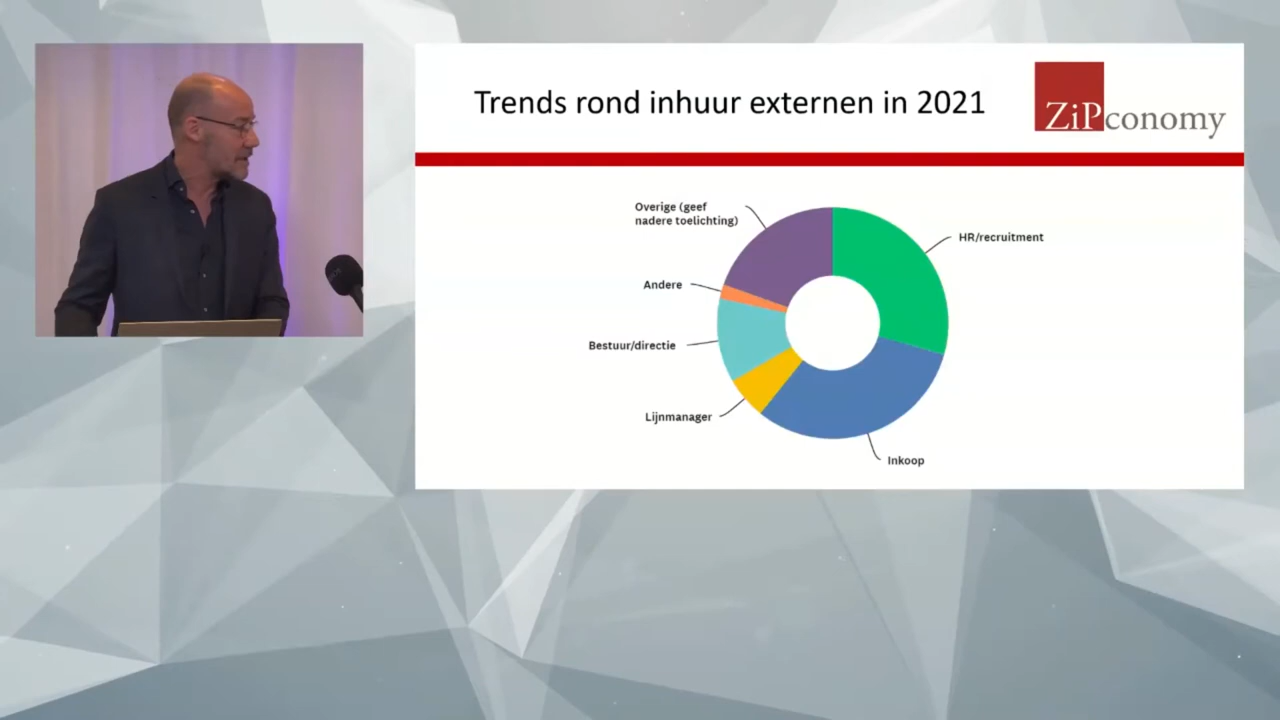 Trends rond inhuur externen in 2021
ZiPconomy
Overige (geef
nadere toelichting)
HR/recruitment
Andere
Bestuur/directie
Lijnmanager
Inkoop